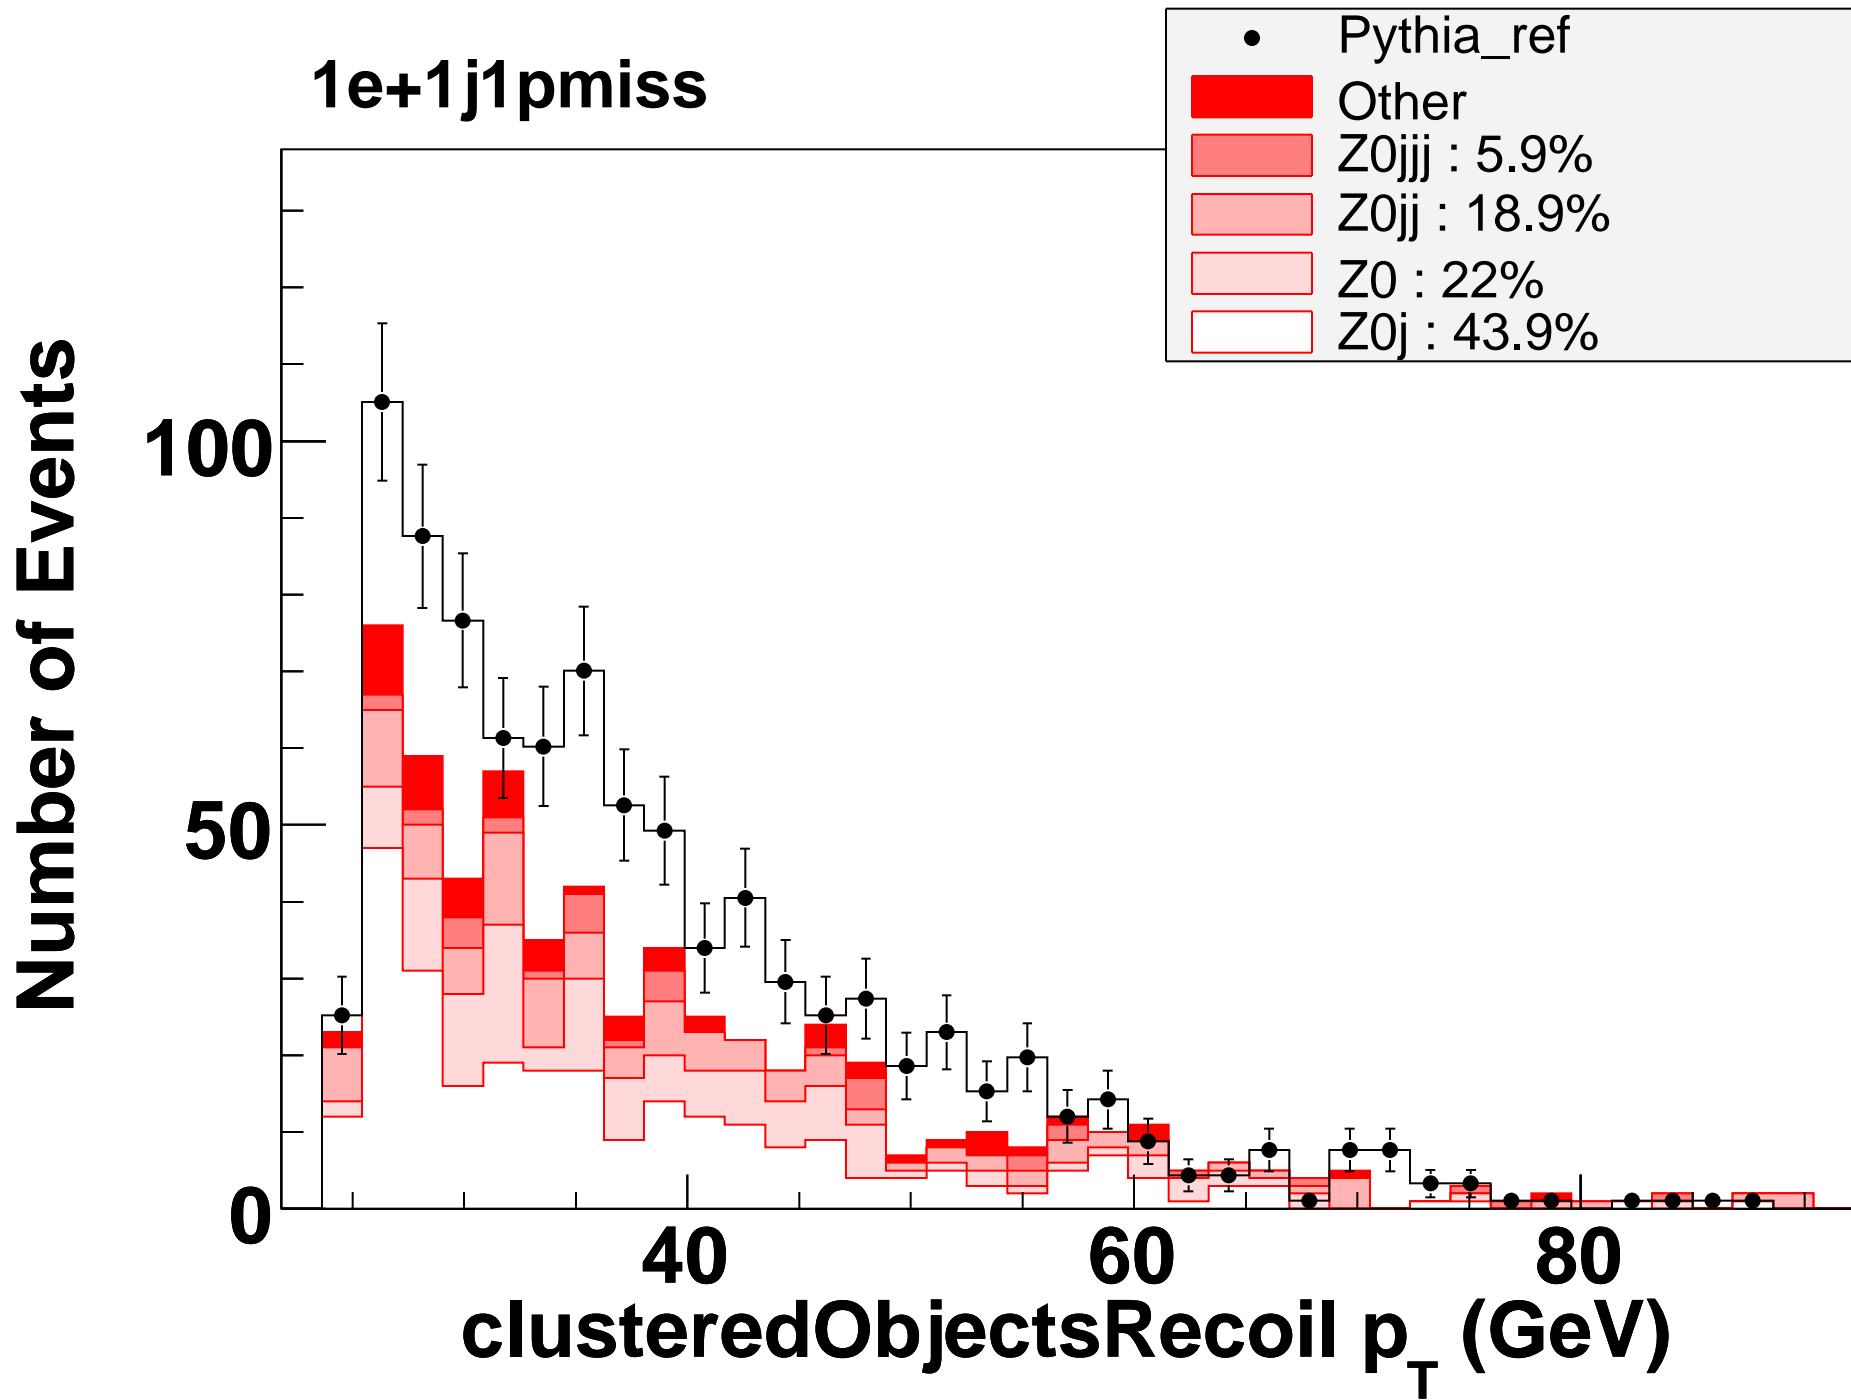 1e+1j1pmiss
Pythia_ref
Other
Z0jjj : 5.9%
Z0jj : 18.9%
Z0 : 22%
Z0j : 43.9%
Number of Events
100
50
0
40 60 80
clusteredObjectsRecoil p_T (GeV)